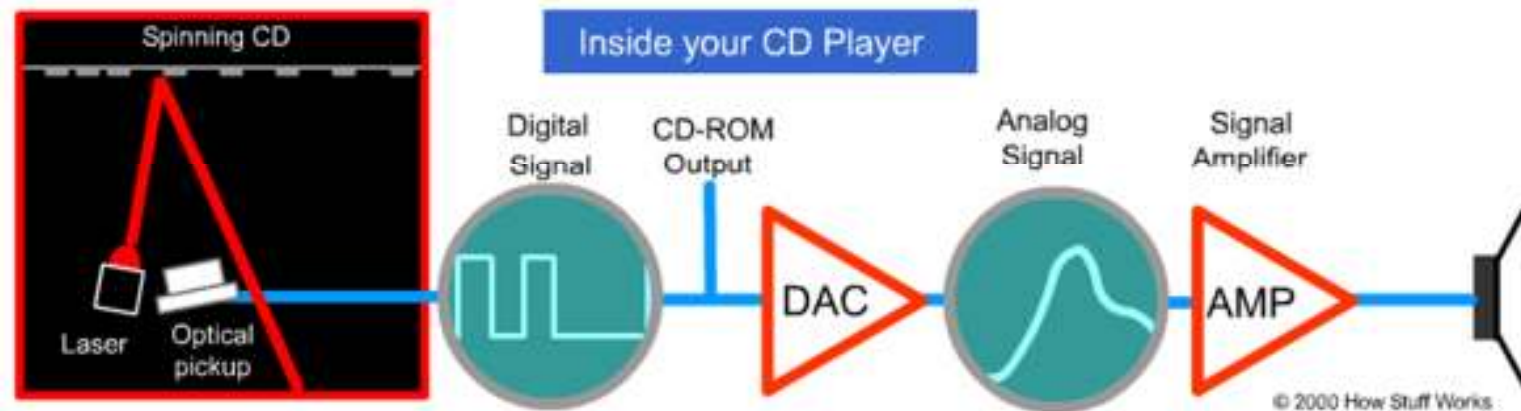 Spinning CD
Inside your CD Player
Digital
Signal
CD-ROM
Output
Analog
Signal
Signal
Amplifier
Laser
Optical
pickup
DAC
AMP
© 2000 How Stuff Works